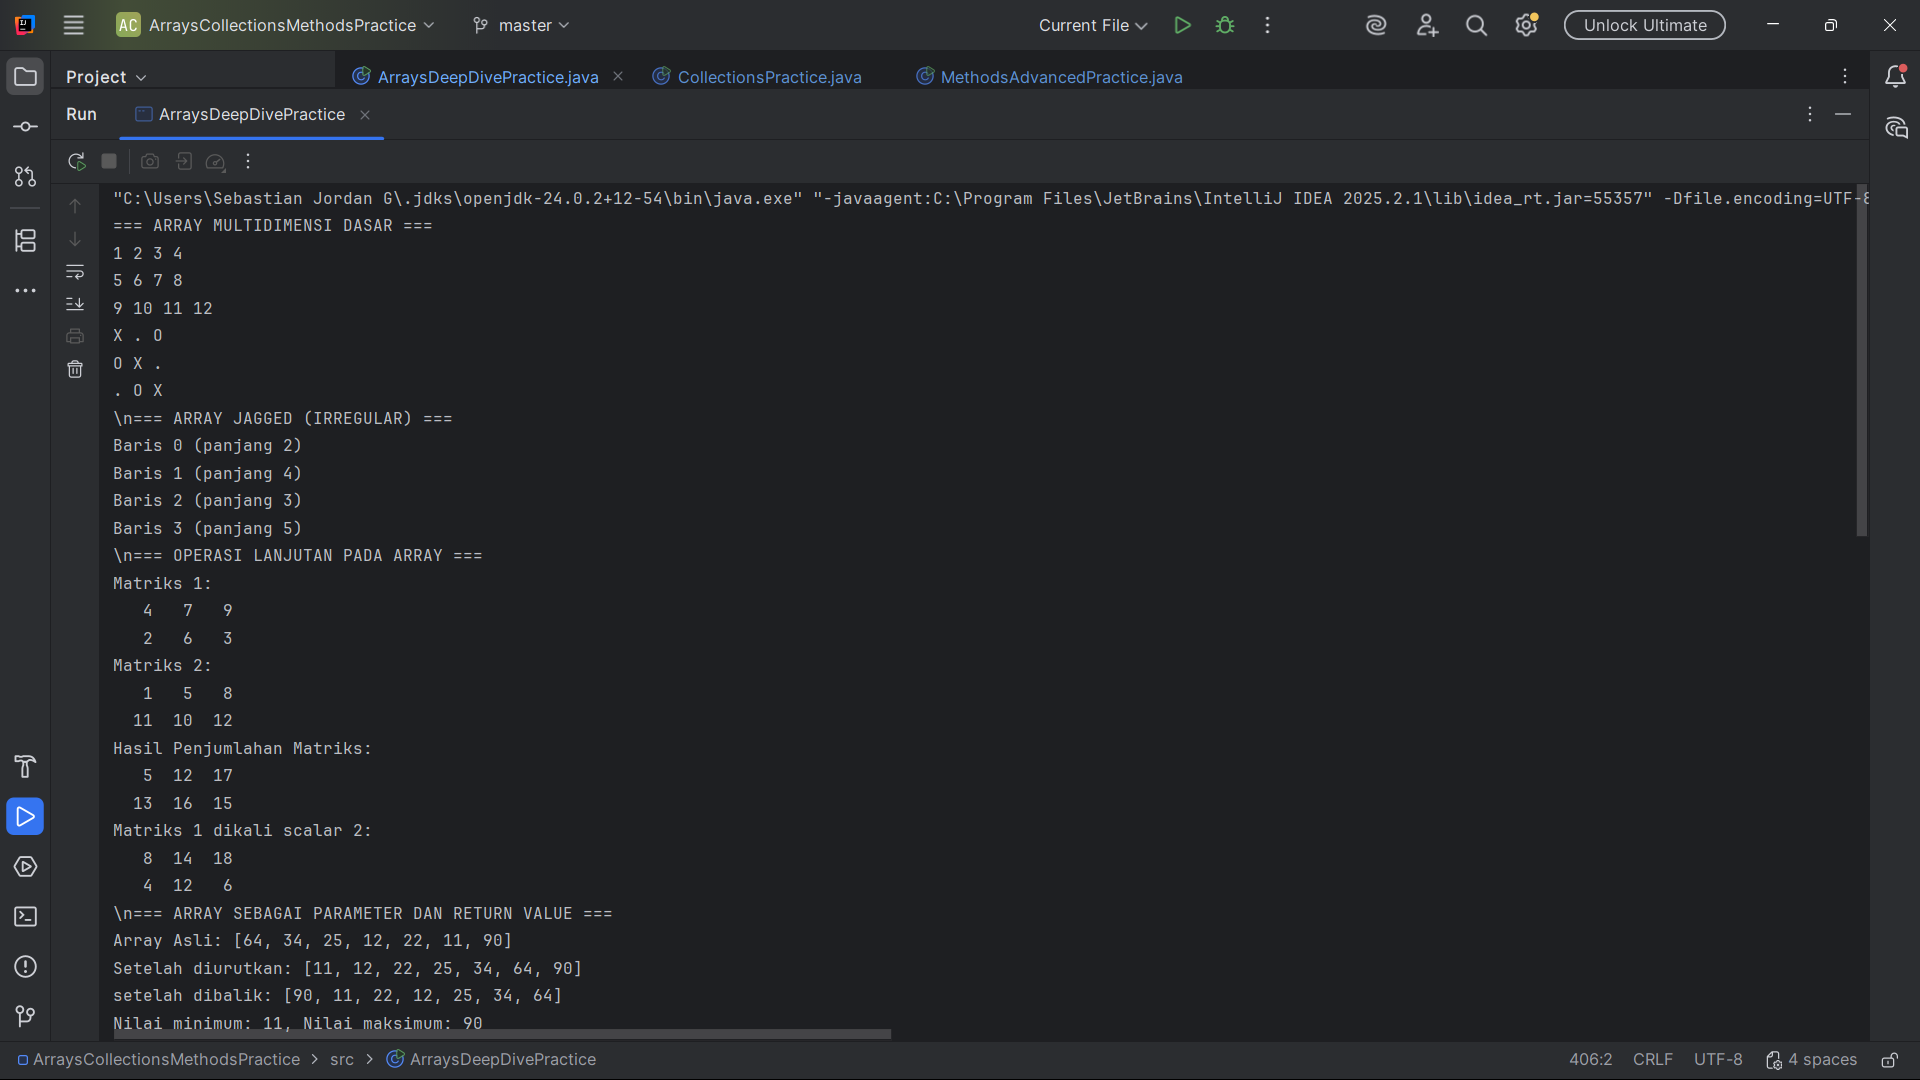 AC ArraysCollectionsMethodsPractice master Current File Unlock Ultimate
Project ArraysDeepDivePractice.java CollectionsPractice.java MethodsAdvancedPractice.java
Run ArraysDeepDivePractice
"C:\Users\Sebastian Jordan G\.jdks\openjdk-24.0.2+12-54\bin\java.exe" "-javaagent:C:\Program Files\JetBrains\IntelliJ IDEA 2025.2.1\lib\idea_rt.jar=55357" -Dfile.encoding=UTF-8
=== ARRAY MULTIDIMENSI DASAR ===
1 2 3 4
5 6 7 8
9 10 11 12
X . O
O X .
. O X
\n=== ARRAY JAGGED (IRREGULAR) ===
Baris 0 (panjang 2)
Baris 1 (panjang 4)
Baris 2 (panjang 3)
Baris 3 (panjang 5)
\n=== OPERASI LANJUTAN PADA ARRAY ===
Matriks 1:
4 7 9
2 6 3
Matriks 2:
1 5 8
11 10 12
Hasil Penjumlahan Matriks:
5 12 17
13 16 15
Matriks 1 dikali scalar 2:
8 14 18
4 12 6
\n=== ARRAY SEBAGAI PARAMETER DAN RETURN VALUE ===
Array Asli: [64, 34, 25, 12, 22, 11, 90]
Setelah diurutkan: [11, 12, 22, 25, 34, 64, 90]
setelah dibalik: [90, 11, 22, 12, 25, 34, 64]
Nilai minimum: 11, Nilai maksimum: 90
ArraysCollectionsMethodsPractice > src > ArraysDeepDivePractice 406:2 CRLF UTF-8 4 spaces